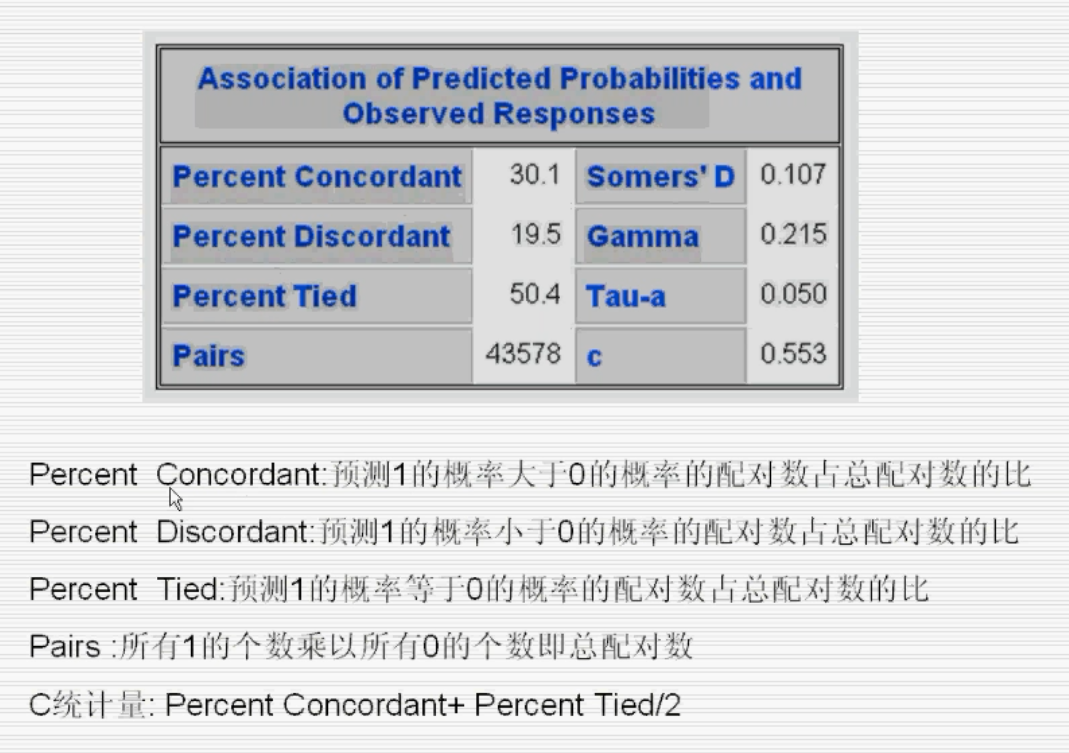 Association of Predicted Probabilities and
Observed Responses
Percent Concordant 30.1 Somers' D 0.107
Percent Discordant 19.5 Gamma 0.215
Percent Tied 50.4 Tau-a 0.050
Pairs 43578 c 0.553
Percent Concordant:预测1的概率大于0的概率的配对数占总配对数的比
Percent Discordant:预测1的概率小于0的概率的配对数占总配对数的比
Percent Tied:预测1的概率等于0的概率的配对数占总配对数的比
Pairs :所有1的个数乘以所有0的个数即总配对数
C统计量: Percent Concordant+ Percent Tied/2